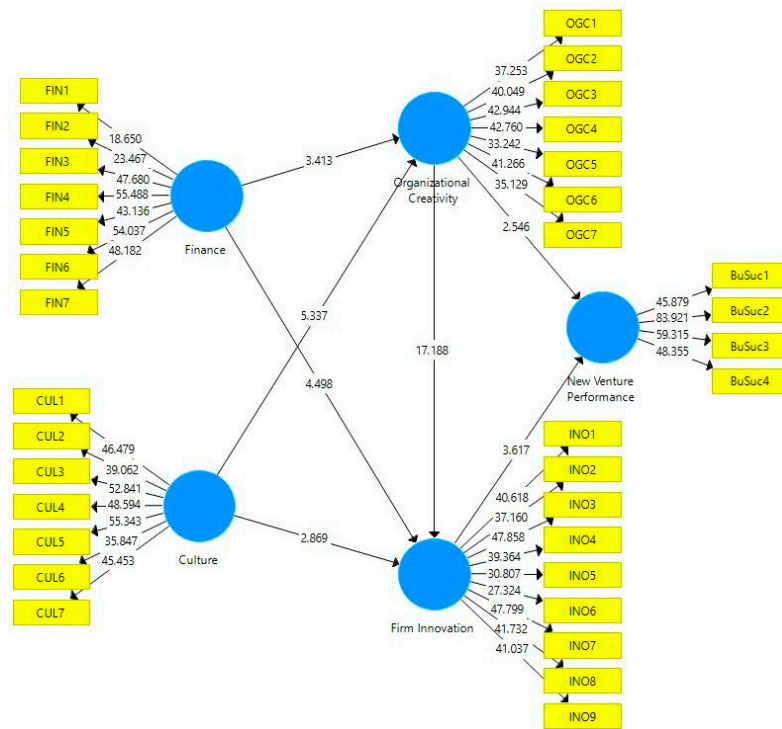 OGC1
37.253
OGC2
40.049
OGC3
42.944
OGC4
42.760
OGC5
33.242
OGC6
41.266
OGC7
35.129
Organizational
Creativity
FIN1
18.650
FIN2
23.467
FIN3
47.680
FIN4
55.488
FIN5
43.136
FIN6
54.037
FIN7
48.182
Finance
3.413
2.546
5.337
4.498
17.188
BuSuc1
45.879
BuSuc2
83.921
BuSuc3
59.315
BuSuc4
48.355
New Venture
Performance
3.617
CUL1
46.479
CUL2
39.062
CUL3
52.841
CUL4
48.594
CUL5
55.343
CUL6
35.847
CUL7
45.453
Culture
2.869
INO1
40.618
INO2
37.160
INO3
47.858
INO4
39.364
INO5
30.807
INO6
27.324
INO7
47.799
INO8
41.732
INO9
41.037
Firm Innovation